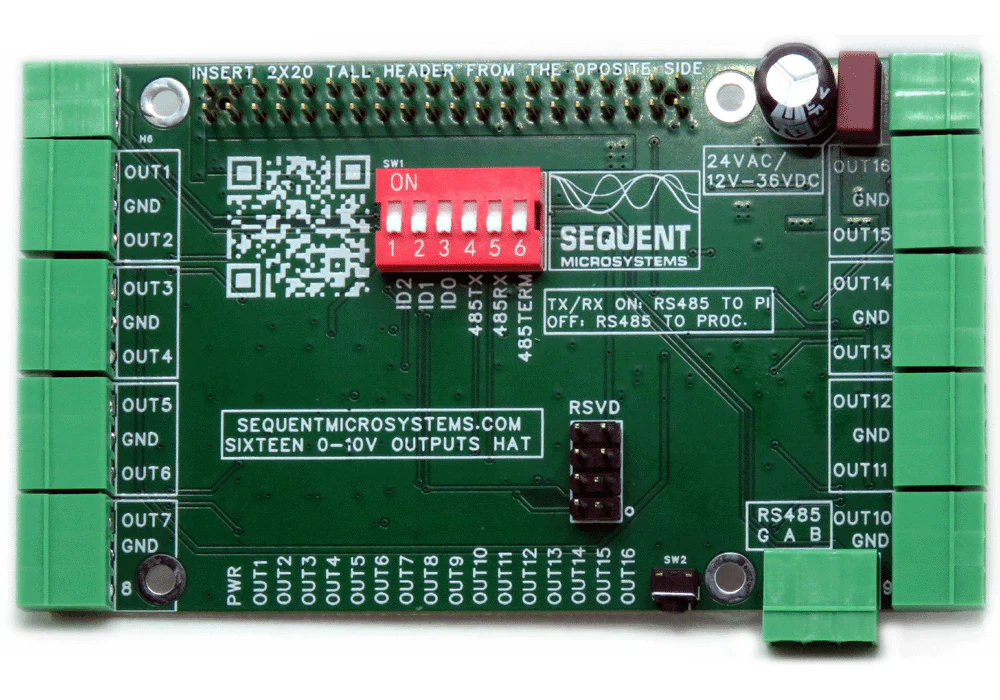 INSERT 2X20 TALL HEADER FROM THE OPPOSITE SIDE
H6
OUT1
GND
OUT2
OUT3
GND
OUT4
OUT5
GND
OUT6
OUT7
GND
8
SW1
ON
1 2 3 4 5 6
ID2
ID1
ID0
485TX
485RX
485TERM
SEQUENT
MICROSYSTEMS
24VAC/
12V-36VDC
TX/RX ON: RS485 TO PI
OFF: RS485 TO PROC.
SEQUENTMICROSYSTEMS.COM
SIXTEEN 0-10V OUTPUTS HAT
RSVD
OUT16
GND
OUT15
OUT14
GND
OUT13
OUT12
GND
OUT11
OUT10
GND
9
RS485
G A B
SW2
PWR
OUT1
OUT2
OUT3
OUT4
OUT5
OUT6
OUT7
OUT8
OUT9
OUT10
OUT11
OUT12
OUT13
OUT14
OUT15
OUT16